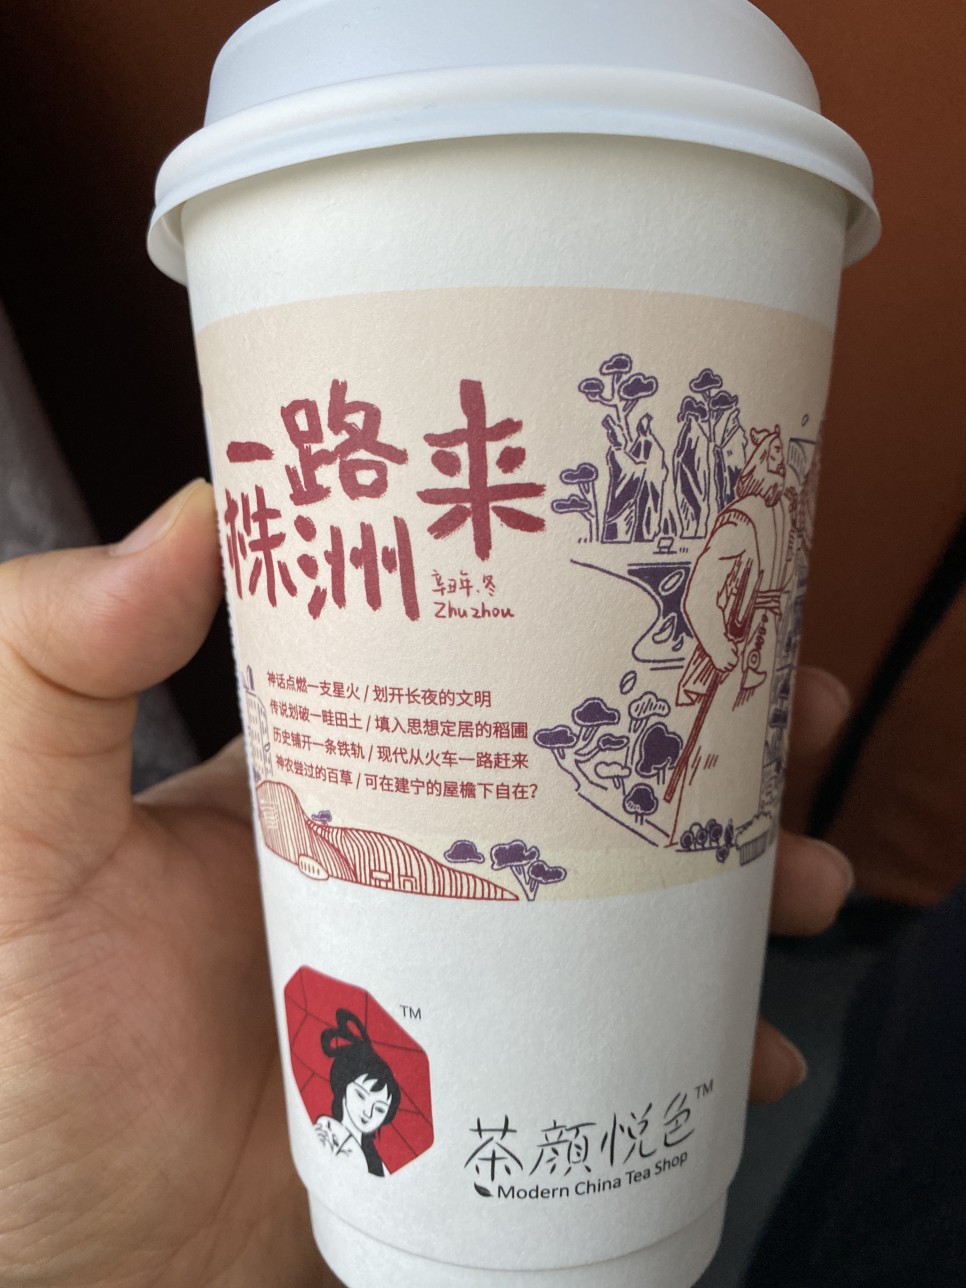 一路来
株洲
辛丑年.冬
Zhuzhou
神话点燃一支星火/划开长夜的文明
传说划破一畦田土/填入思想定居的稻圃
历史铺开一条铁轨/现代从火车一路赶来
神农尝过的百草/可在建宁的屋檐下自在?
TM
茶颜悦色TM
Modern China Tea Shop